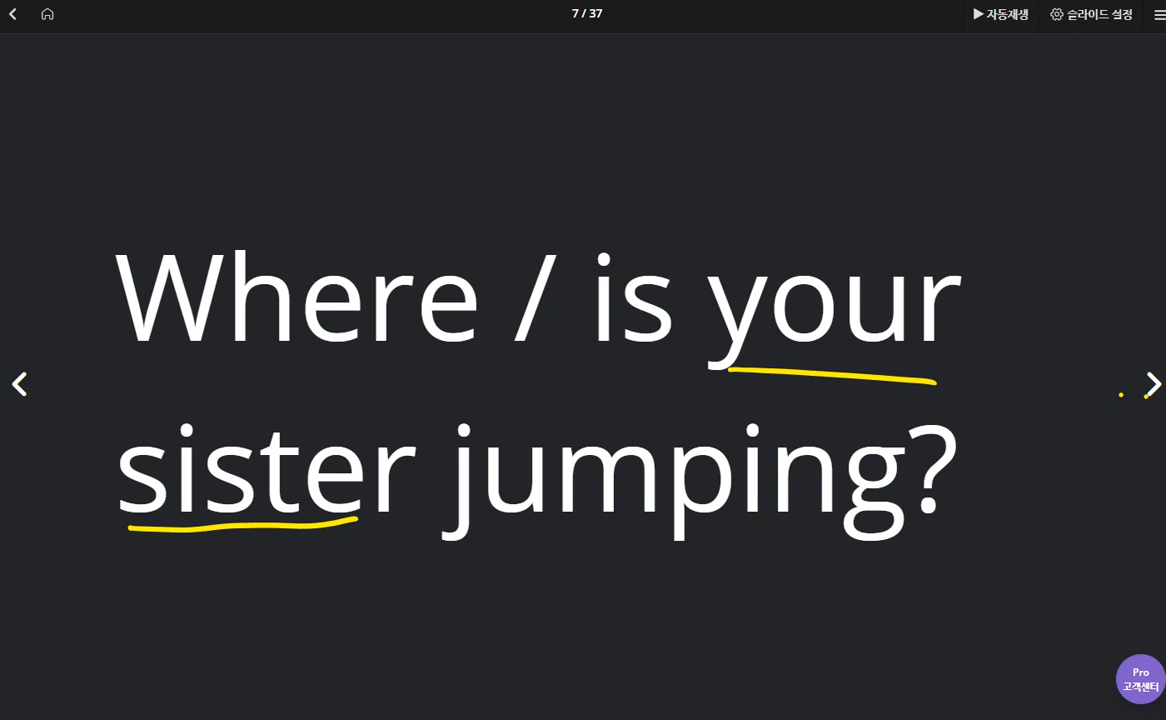 7 / 37
▶ 자동재생
슬라이드 설정
Where / is your
sister jumping?
Pro
고객센터